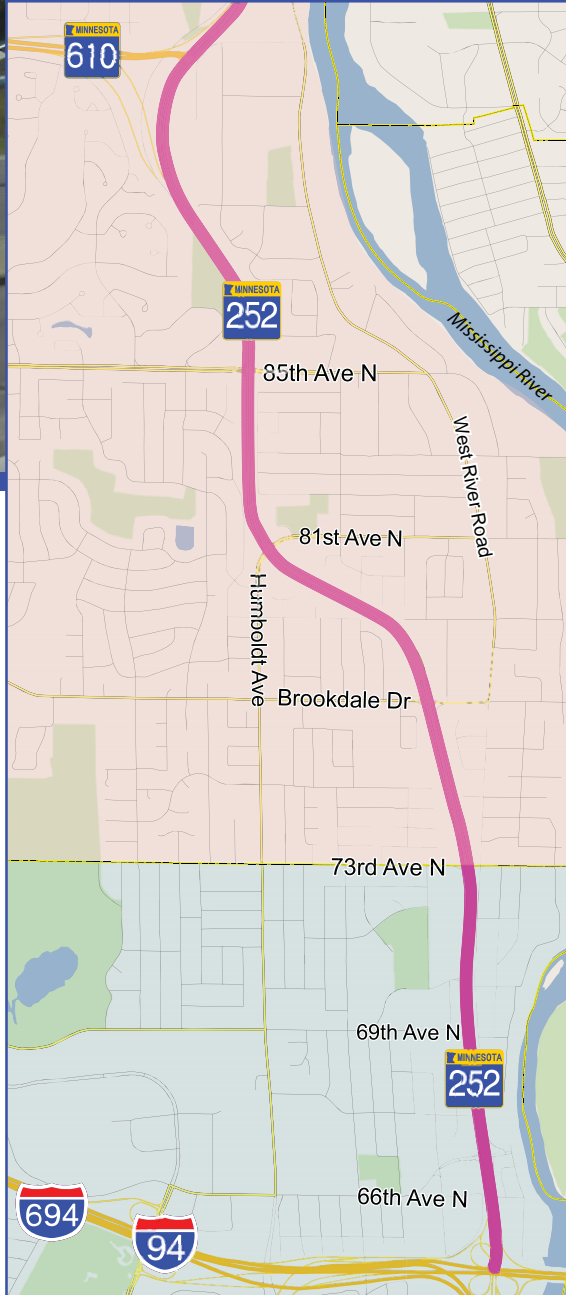 MINNESOTA
610
MINNESOTA
252
Mississippi River
85th Ave N
West River Road
81st Ave N
Humboldt Ave
Brookdale Dr
73rd Ave N
69th Ave N
MINNESOTA
252
66th Ave N
694
94